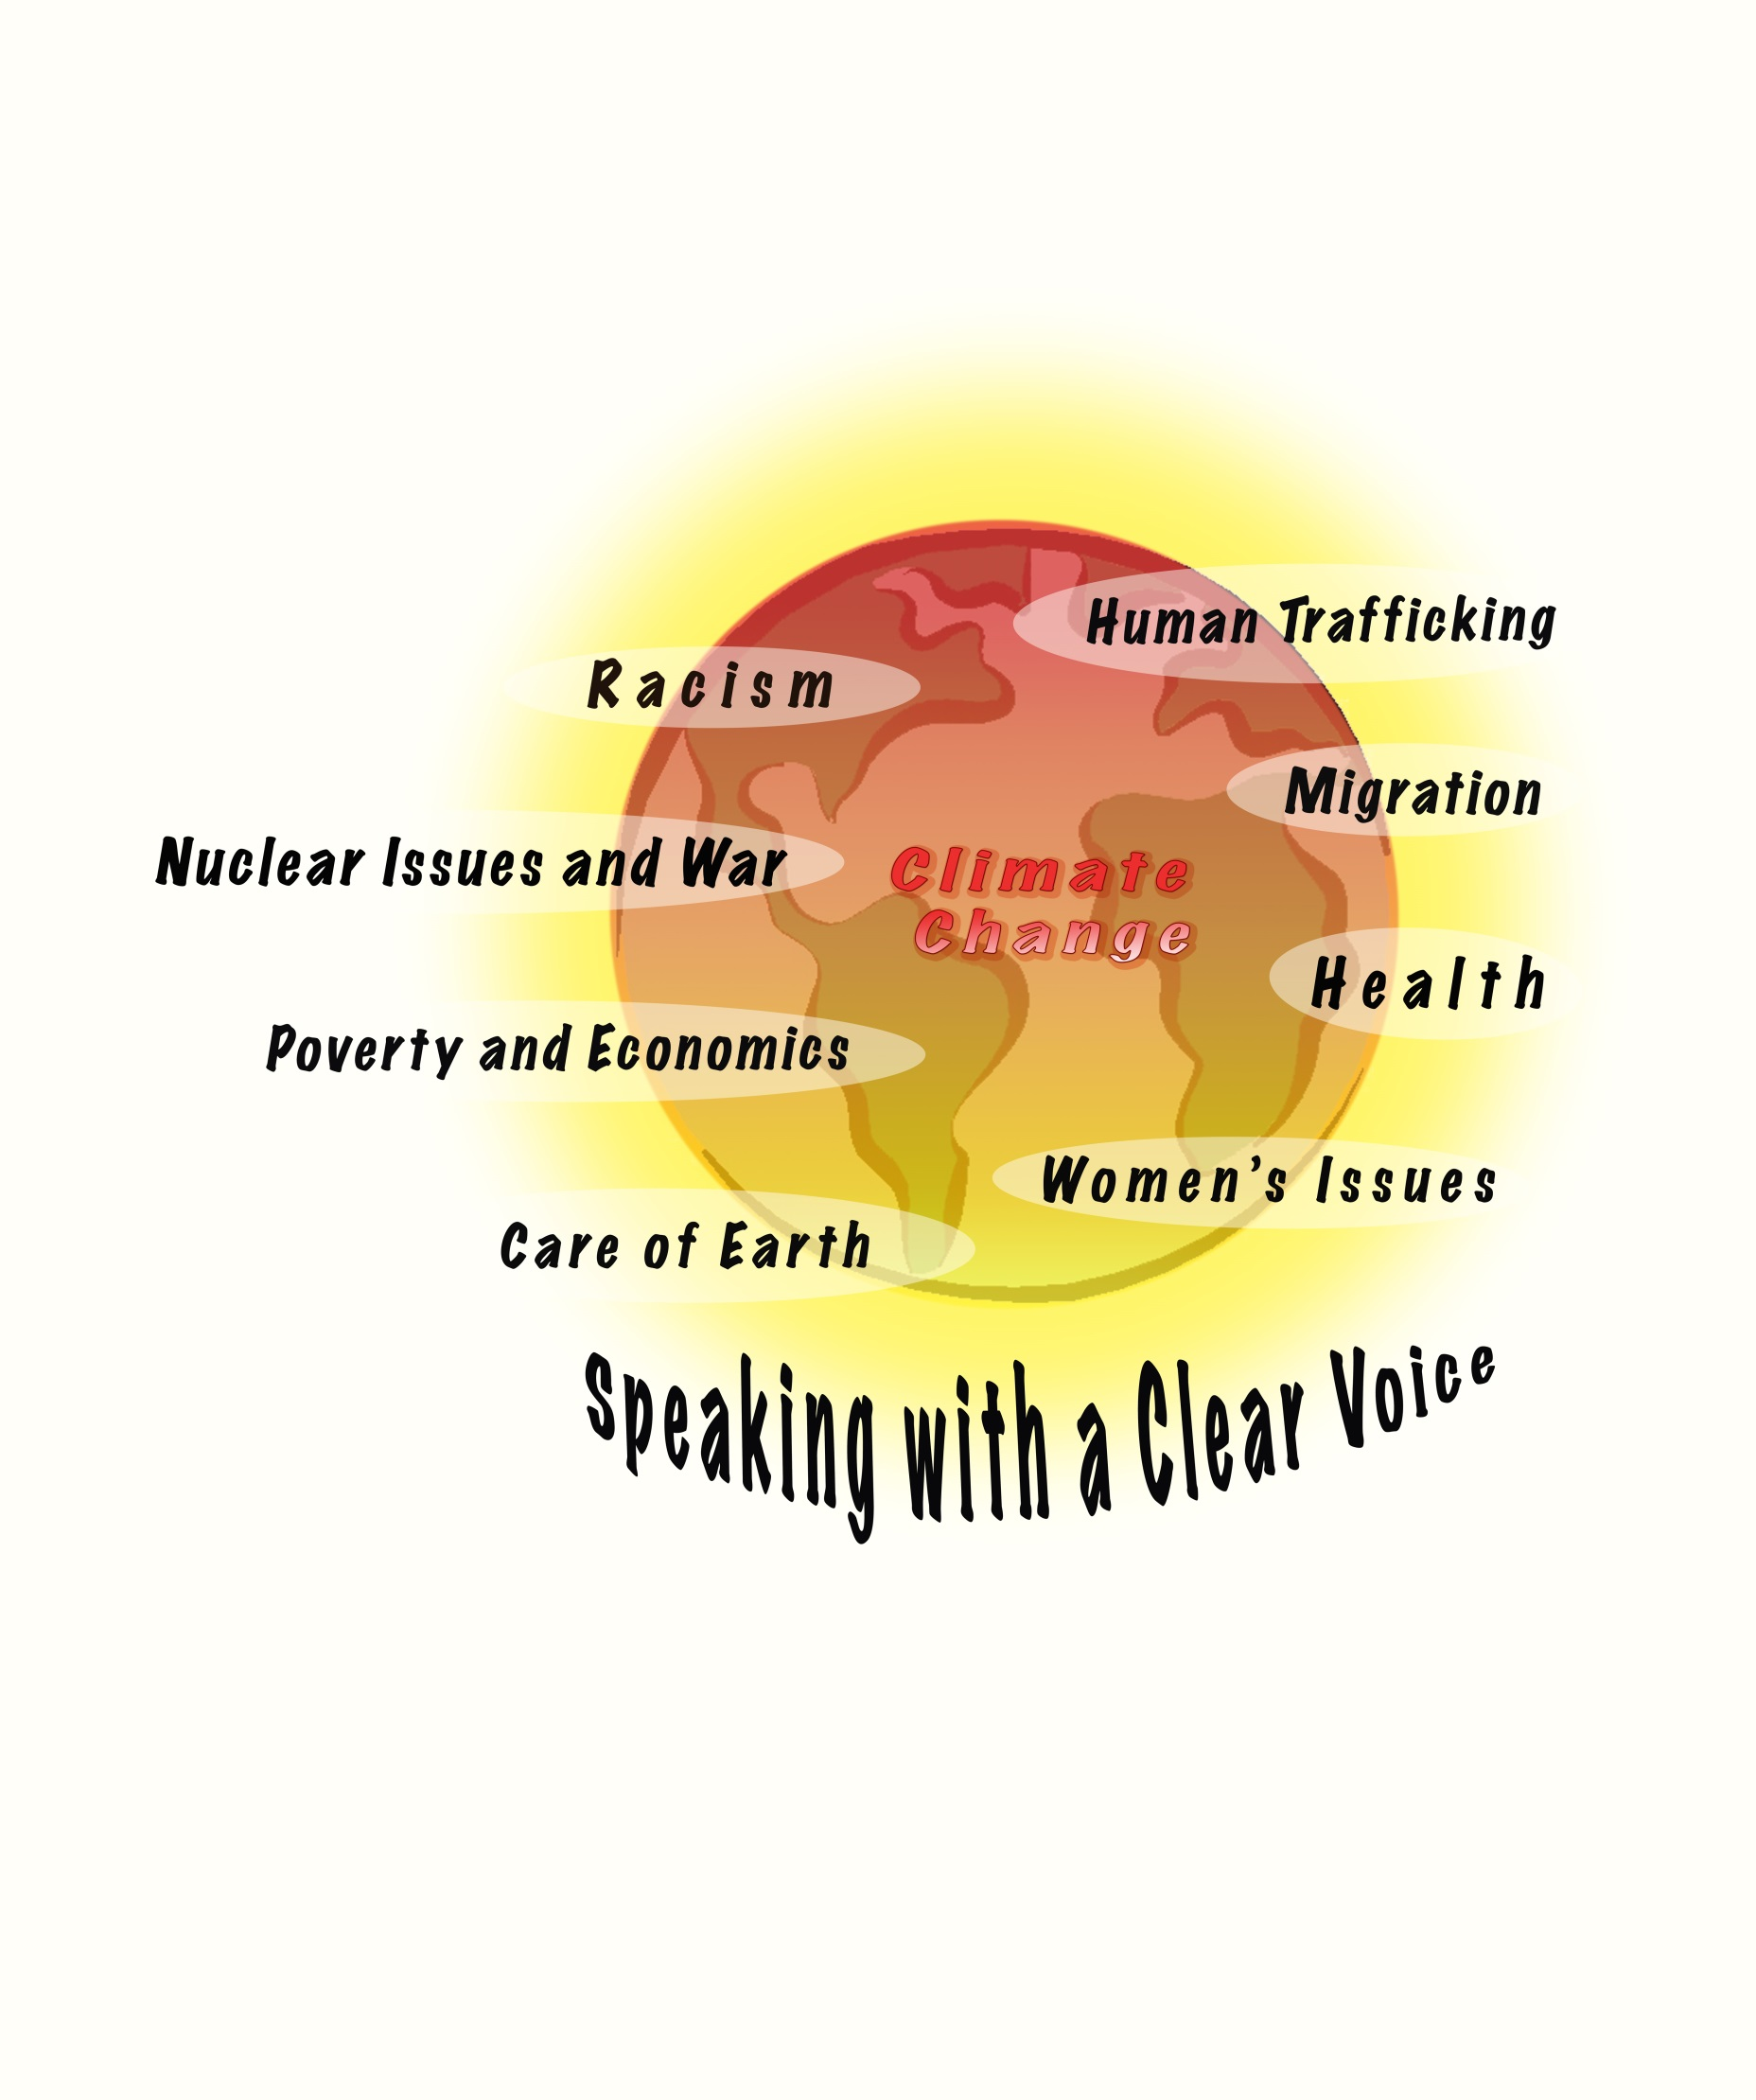 Human Trafficking
Racism
Migration
Nuclear Issues and War
Climate
Change
Health
Poverty and Economics
Women's Issues
Care of Earth
Speaking with a Clear Voice